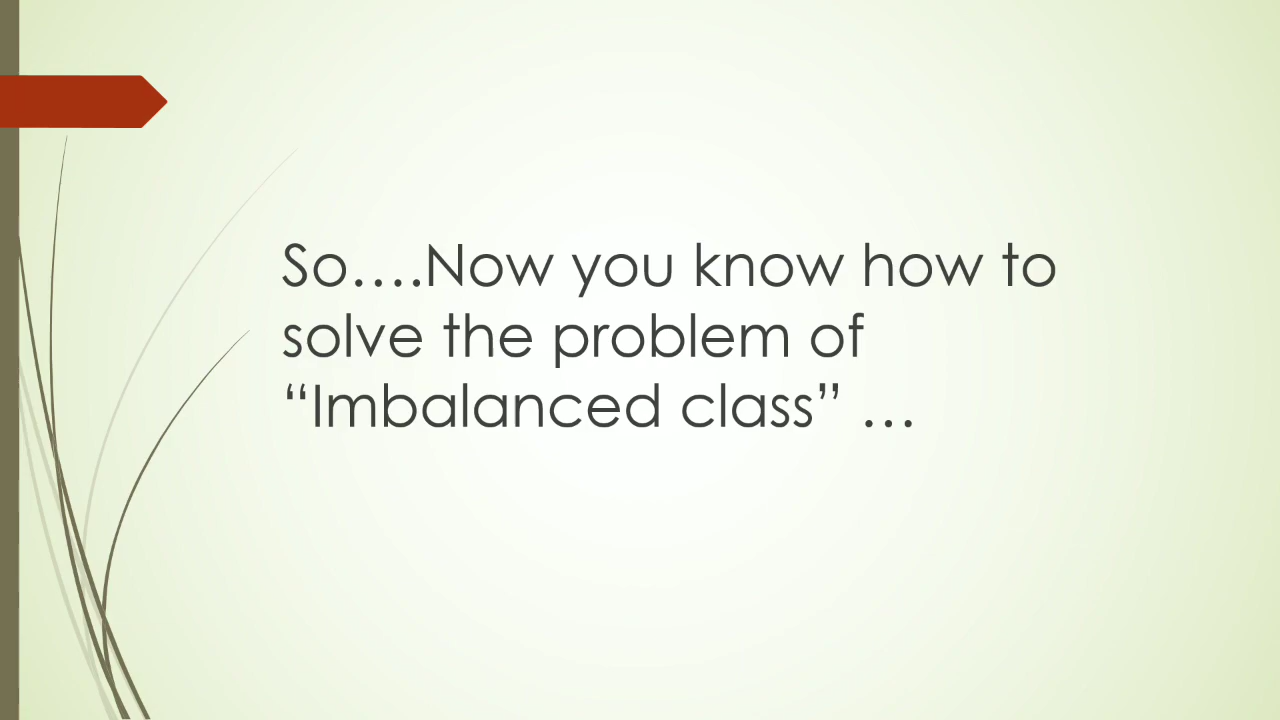 So….Now you know how to
solve the problem of
“Imbalanced class” …